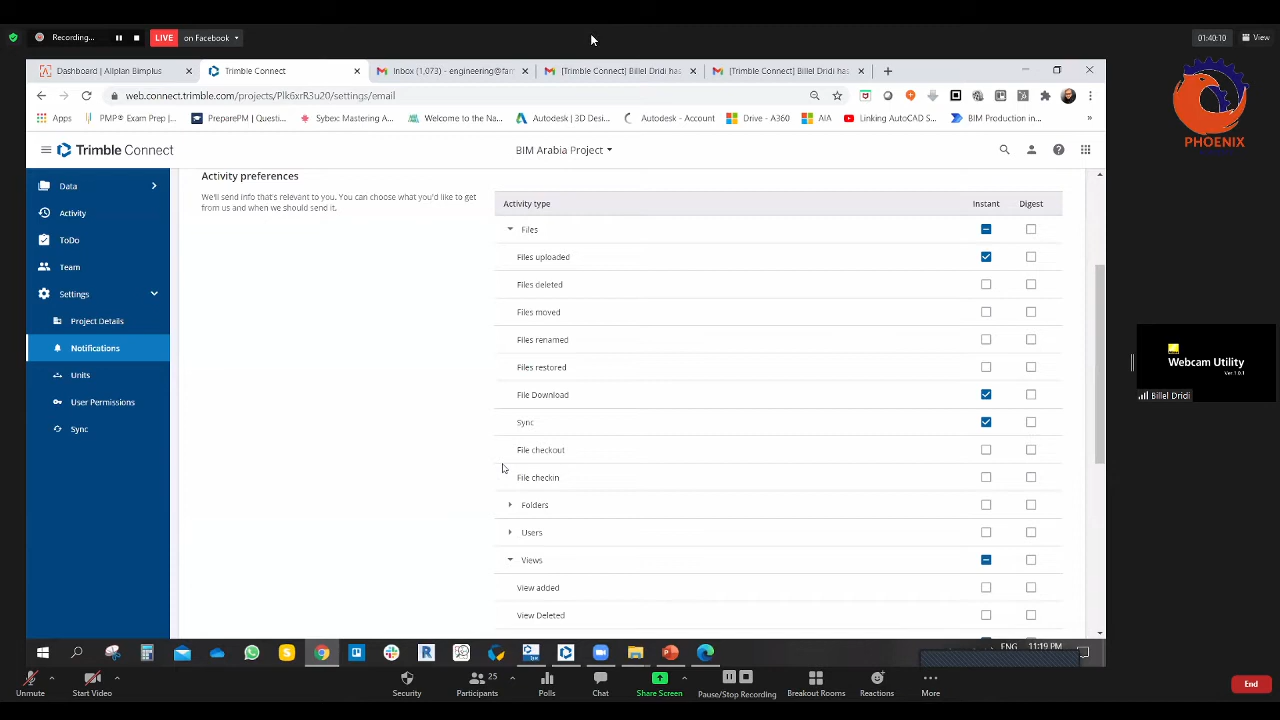 Recording...
LIVE on Facebook
01:40:10 View
Dashboard | Allplan Bimplus
Trimble Connect
Inbox (1,073) - engineering@
[Trimble Connect] Billel Dridi has
[Trimble Connect] Billel Dridi has
web.connect.trimble.com/projects/Plk6xrR3u20/settings/email
Apps PMP® Exam Prep |... PreparePM | Questi... Sybex: Mastering A... Welcome to the Na... Autodesk | 3D Desi... Autodesk - Account Drive - A360 AIA Linking AutoCAD S... BIM Production in... »
PHOENIX
Trimble Connect
BIM Arabia Project
Data
Activity
ToDo
Team
Settings
Project Details
Notifications
Units
User Permissions
Sync
Activity preferences
We'll send info that's relevant to you. You can choose what you'd like to get
from us and when we should send it.
Activity type Instant Digest
Files
Files uploaded
Files deleted
Files moved
Files renamed
Files restored
File Download
Sync
File checkout
File checkin
Folders
Users
Views
View added
View Deleted
Webcam Utility
Ver 1.0.1
Billel Dridi
ENG 11:19 PM
Unmute Start Video Security Participants 25 Polls Chat Share Screen Pause/Stop Recording Breakout Rooms Reactions More End